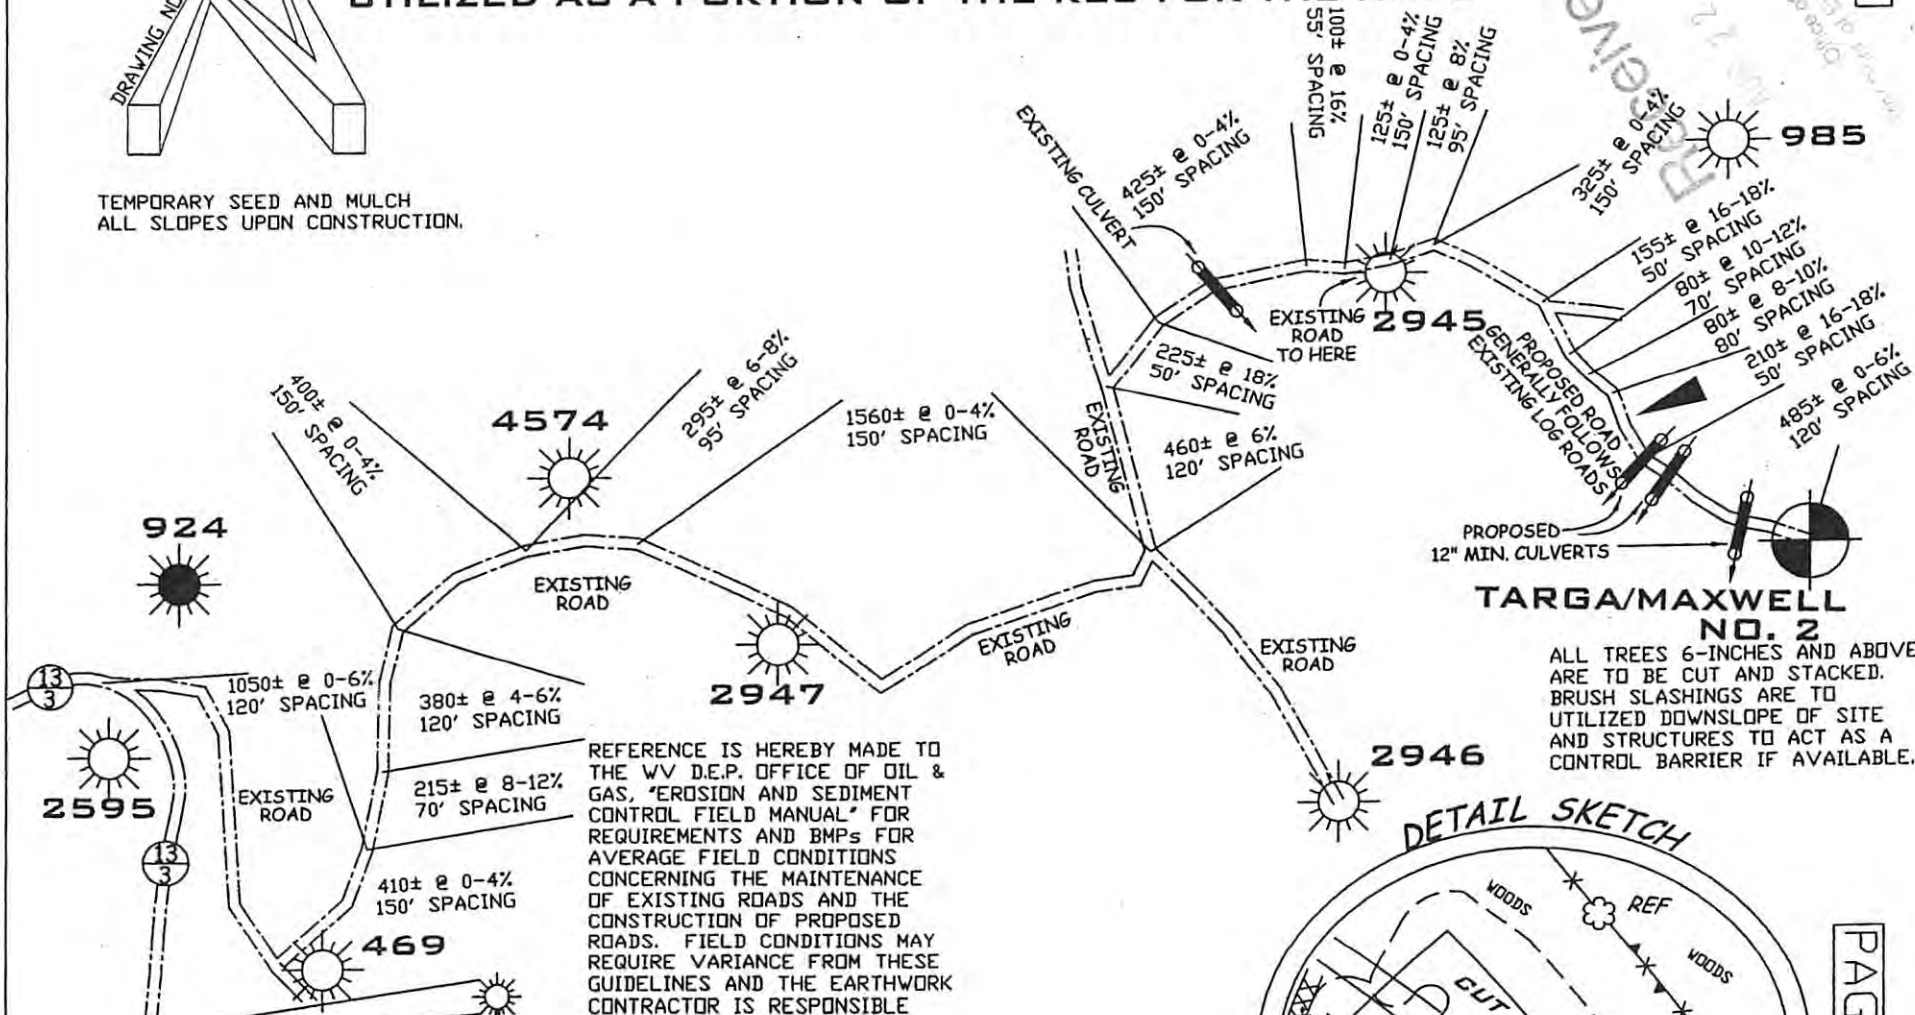 DRAWING
TEMPORARY SEED AND MULCH
ALL SLOPES UPON CONSTRUCTION.
EXISTING CULVERT
425± @ 0-4%
150' SPACING
100± @ 16%
55' SPACING
125± @ 0-4%
150' SPACING
125± @ 8%
95' SPACING
325± @ 0-4%
150' SPACING
985
155± @ 16-18%
50' SPACING
80± @ 10-12%
70' SPACING
80± @ 8-10%
80' SPACING
210± @ 16-18%
50' SPACING
485± @ 0-6%
120' SPACING
EXISTING
ROAD
TO HERE
2945
PROPOSED ROAD
GENERALLY FOLLOWS
EXISTING LOG ROADS
225± @ 18%
50' SPACING
460± @ 6%
120' SPACING
EXISTING
ROAD
400± @ 0-4%
150' SPACING
4574
295± @ 6-8%
95' SPACING
1560± @ 0-4%
150' SPACING
PROPOSED
12" MIN. CULVERTS
TARGA/MAXWELL
NO. 2
924
EXISTING
ROAD
2947
EXISTING
ROAD
EXISTING
ROAD
2946
ALL TREES 6-INCHES AND ABOVE
ARE TO BE CUT AND STACKED.
BRUSH SLASHINGS ARE TO
UTILIZED DOWNSLOPE OF SITE
AND STRUCTURES TO ACT AS A
CONTROL BARRIER IF AVAILABLE.
13
3
1050± @ 0-6%
120' SPACING
380± @ 4-6%
120' SPACING
2595
EXISTING
ROAD
215± @ 8-12%
70' SPACING
13
3
410± @ 0-4%
150' SPACING
469
REFERENCE IS HEREBY MADE TO
THE WV D.E.P. OFFICE OF OIL &
GAS, "EROSION AND SEDIMENT
CONTROL FIELD MANUAL" FOR
REQUIREMENTS AND BMPs FOR
AVERAGE FIELD CONDITIONS
CONCERNING THE MAINTENANCE
OF EXISTING ROADS AND THE
CONSTRUCTION OF PROPOSED
ROADS. FIELD CONDITIONS MAY
REQUIRE VARIANCE FROM THESE
GUIDELINES AND THE EARTHWORK
CONTRACTOR IS RESPONSIBLE
DETAIL SKETCH
WOODS
REF
WOODS
CUT
PAG